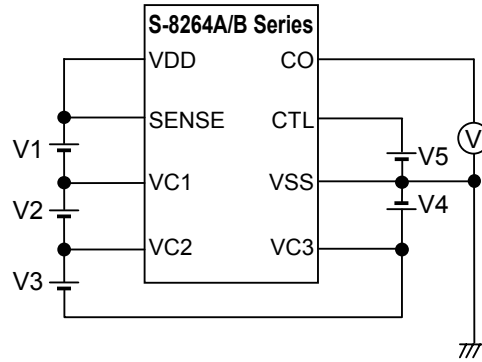 S-8264A/B Series
VDD CO
SENSE CTL
V1 V5
VC1 VSS
V2 V4
VC2 VC3
V3
V